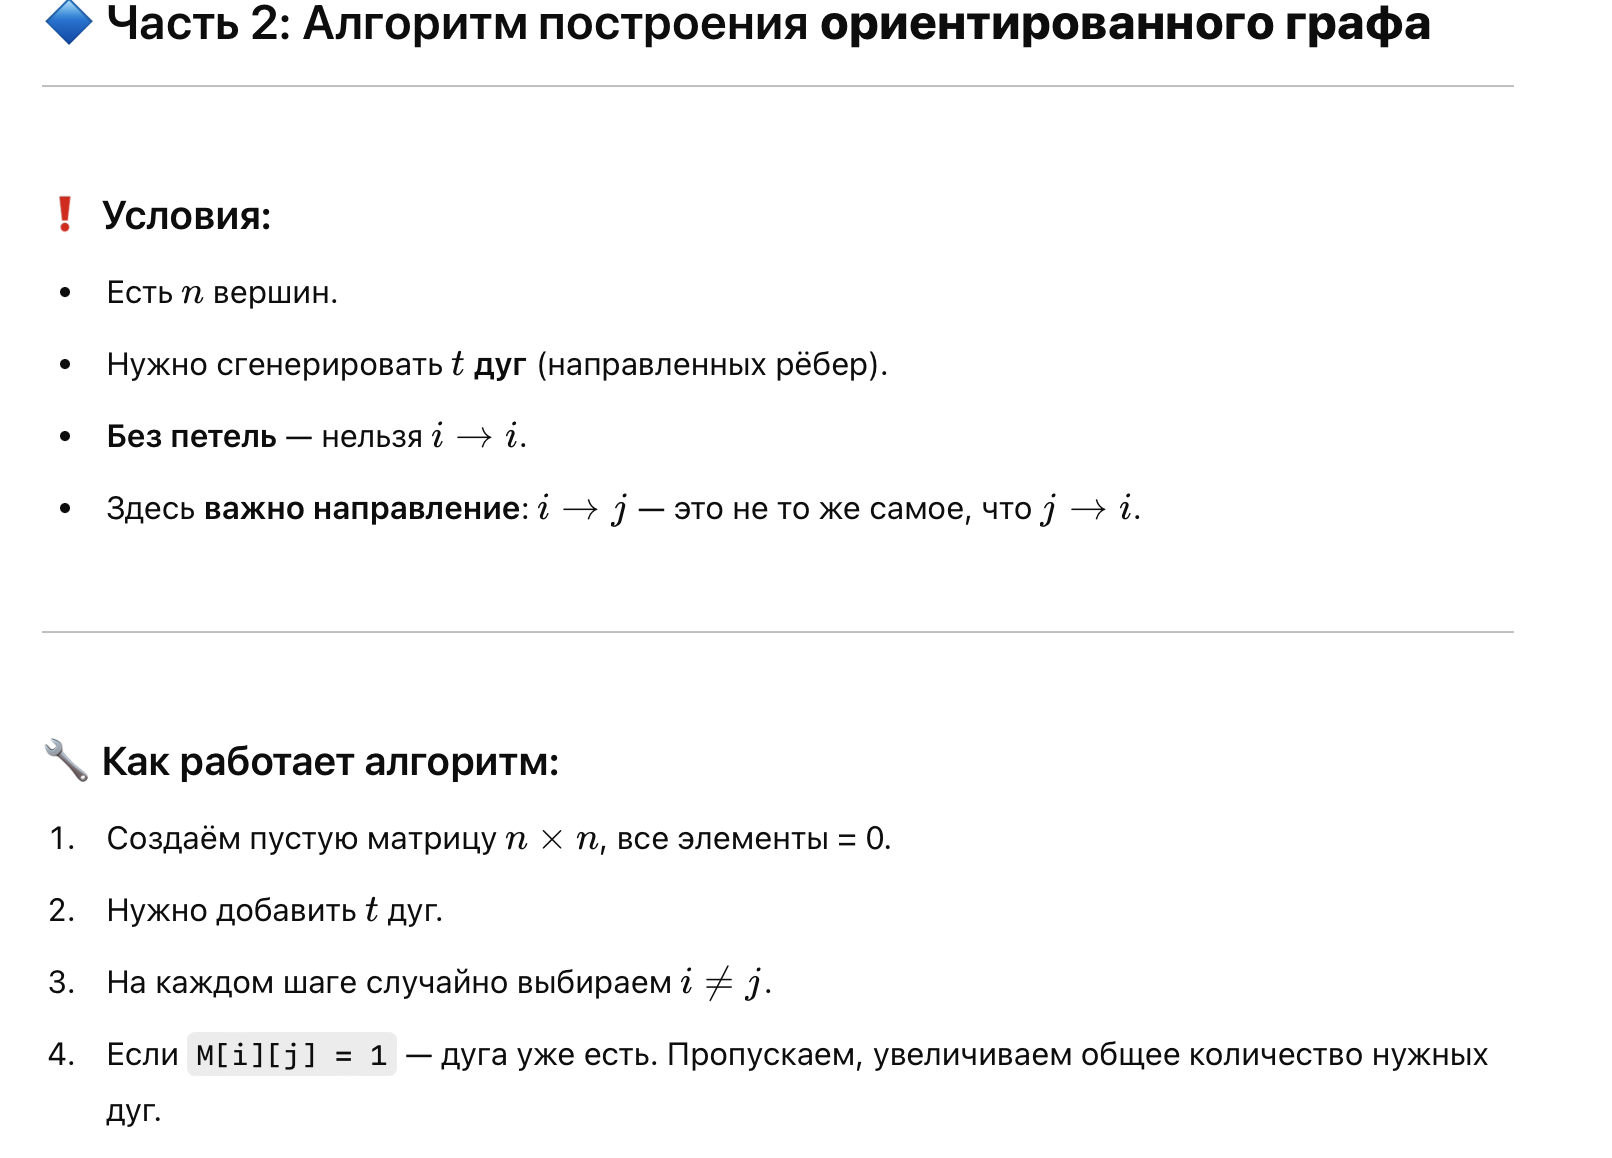 🔷 Часть 2: Алгоритм построения ориентированного графа
❗ Условия:
• Есть n вершин.
• Нужно сгенерировать t дуг (направленных рёбер).
• Без петель — нельзя i → i.
• Здесь важно направление: i → j — это не то же самое, что j → i.
🔧 Как работает алгоритм:
1. Создаём пустую матрицу n × n, все элементы = 0.
2. Нужно добавить t дуг.
3. На каждом шаге случайно выбираем i ≠ j.
4. Если M[i][j] = 1 — дуга уже есть. Пропускаем, увеличиваем общее количество нужных
дуг.